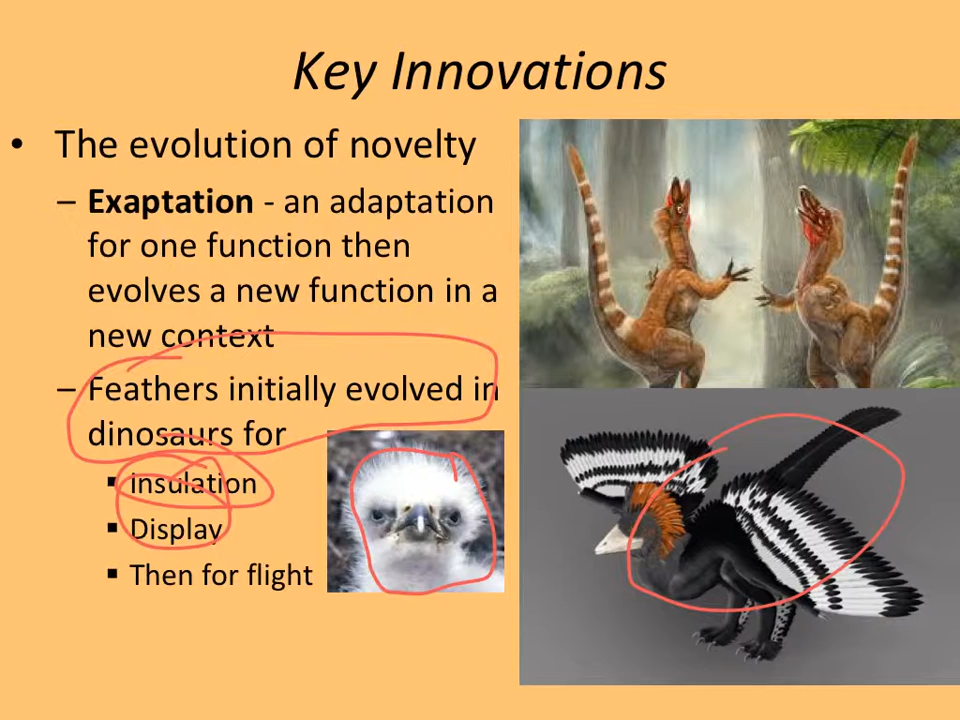 Key Innovations
• The evolution of novelty
– Exaptation - an adaptation
for one function then
evolves a new function in a
new context
– Feathers initially evolved in
dinosaurs for
▪ insulation
▪ Display
▪ Then for flight